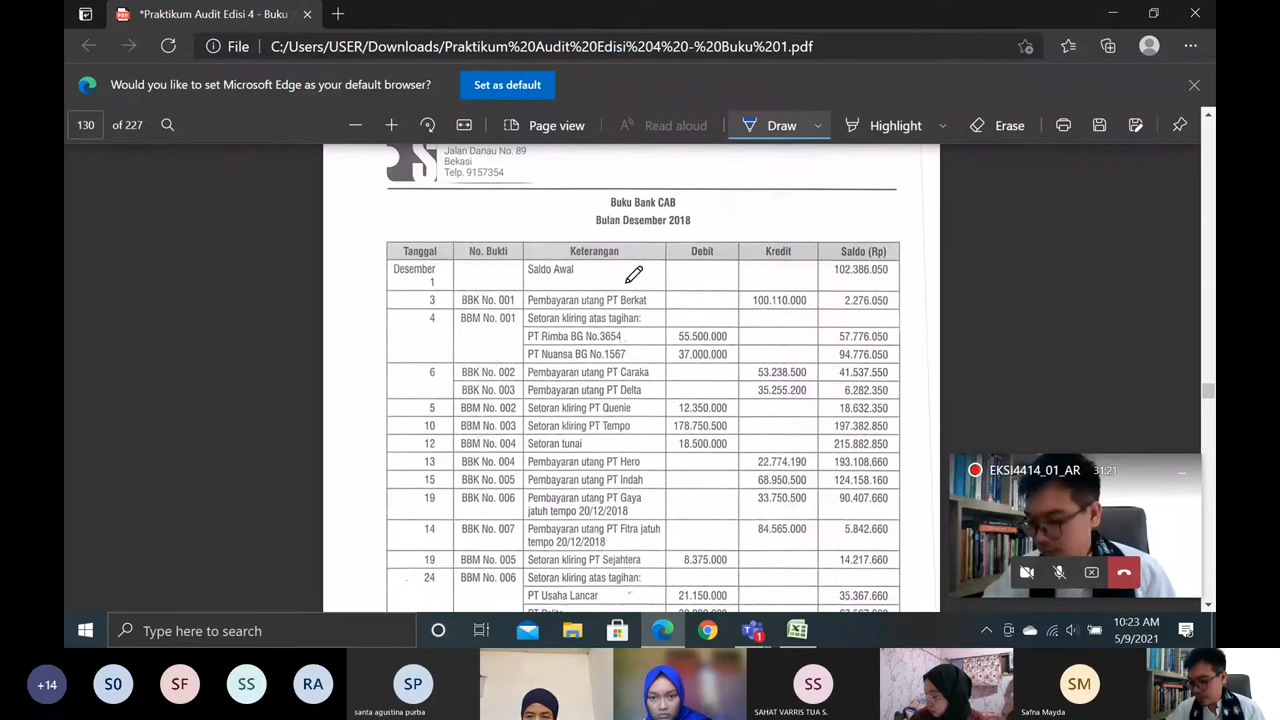 *Praktikum Audit Edisi 4 - Buku 1
File C:/Users/USER/Downloads/Praktikum%20Audit%20Edisi%204%20-%20Buku%201.pdf
Would you like to set Microsoft Edge as your default browser? Set as default
130 of 227 Page view Read aloud Draw Highlight Erase
Jalan Danau No. 89
Bekasi
Telp. 9157354
Buku Bank CAB
Bulan Desember 2018
Tanggal No. Bukti Keterangan Debit Kredit Saldo (Rp)
Desember Saldo Awal 102.386.050
1
3 BBK No. 001 Pembayaran utang PT Berkat 100.110.000 2.276.050
4 BBM No. 001 Setoran kliring atas tagihan:
PT Rimba BG No.3654 55.500.000 57.776.050
PT Nuansa BG No.1567 37.000.000 94.776.050
6 BBK No. 002 Pembayaran utang PT Caraka 53.238.500 41.537.550
BBK No. 003 Pembayaran utang PT Delta 35.255.200 6.282.350
5 BBM No. 002 Setoran kliring PT Quenie 12.350.000 18.632.350
10 BBM No. 003 Setoran kliring PT Tempo 178.750.500 197.382.850
12 BBM No. 004 Setoran tunai 18.500.000 215.882.850
13 BBK No. 004 Pembayaran utang PT Hero 22.774.190 193.108.660
15 BBK No. 005 Pembayaran utang PT Indah 68.950.500 124.158.160
19 BBK No. 006 Pembayaran utang PT Gaya 33.750.500 90.407.660
jatuh tempo 20/12/2018
14 BBK No. 007 Pembayaran utang PT Fitra jatuh 84.565.000 5.842.660
tempo 20/12/2018
19 BBM No. 005 Setoran kliring PT Sejahtera 8.375.000 14.217.660
24 BBM No. 006 Setoran kliring atas tagihan:
PT Usaha Lancar 21.150.000 35.367.660
EKSI4414_01_AR 31:21
Type here to search
1
10:23 AM
5/9/2021
+14 S0 SF SS RA SP SS SM
santa agustina purba SAHAT VARRIS TUA S. Safna Mayda